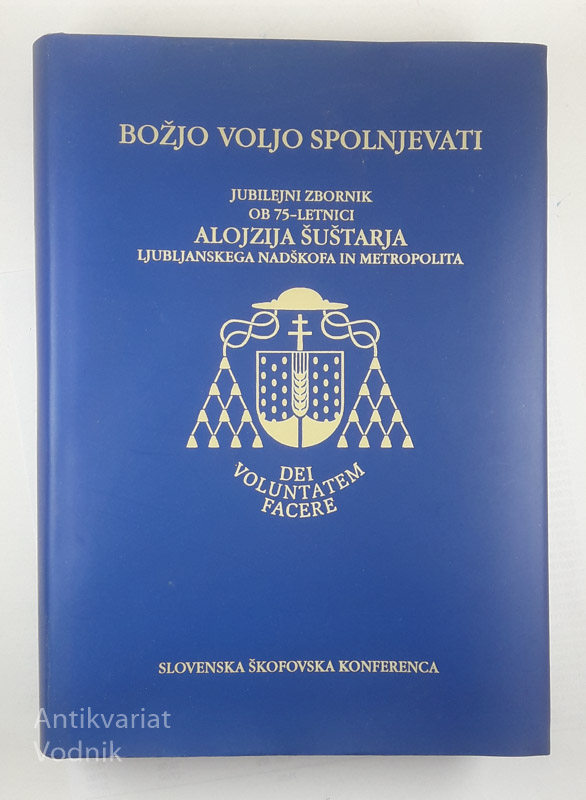 BOŽJO VOLJO SPOLNJEVATI
JUBILEJNI ZBORNIK
OB 75-LETNICI
ALOJZIJA ŠUŠTARJA
LJUBLJANSKEGA NADŠKOFA IN METROPOLITA
DEI
VOLUNTATEM
FACERE
SLOVENSKA ŠKOFOVSKA KONFERENCA
Antikvariat
Vodnik